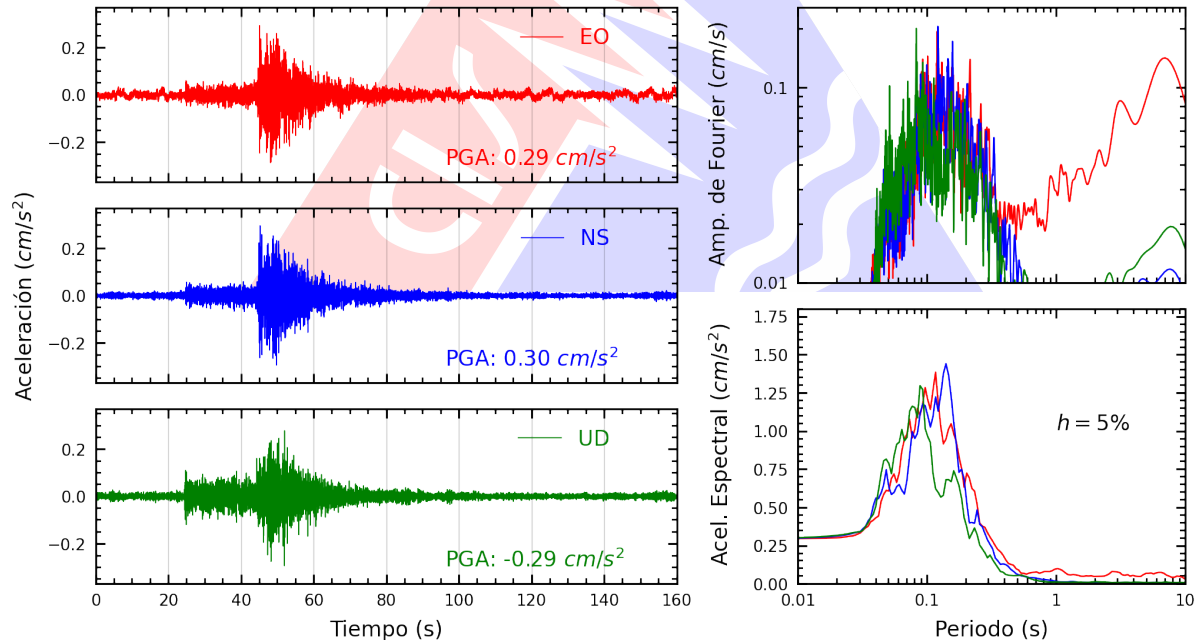 Aceleración (cm/s²)
0.2
0.0
−0.2
EO
PGA: 0.29 cm/s²
0.2
0.0
−0.2
NS
PGA: 0.30 cm/s²
0.2
0.0
−0.2
UD
PGA: -0.29 cm/s²
0 20 40 60 80 100 120 140 160
Tiempo (s)
Amp. de Fourier (cm/s)
0.1
0.01
Acel. Espectral (cm/s²)
1.75
1.50
1.25
1.00
0.75
0.50
0.25
0.00
h = 5%
0.01 0.1 1 10
Periodo (s)